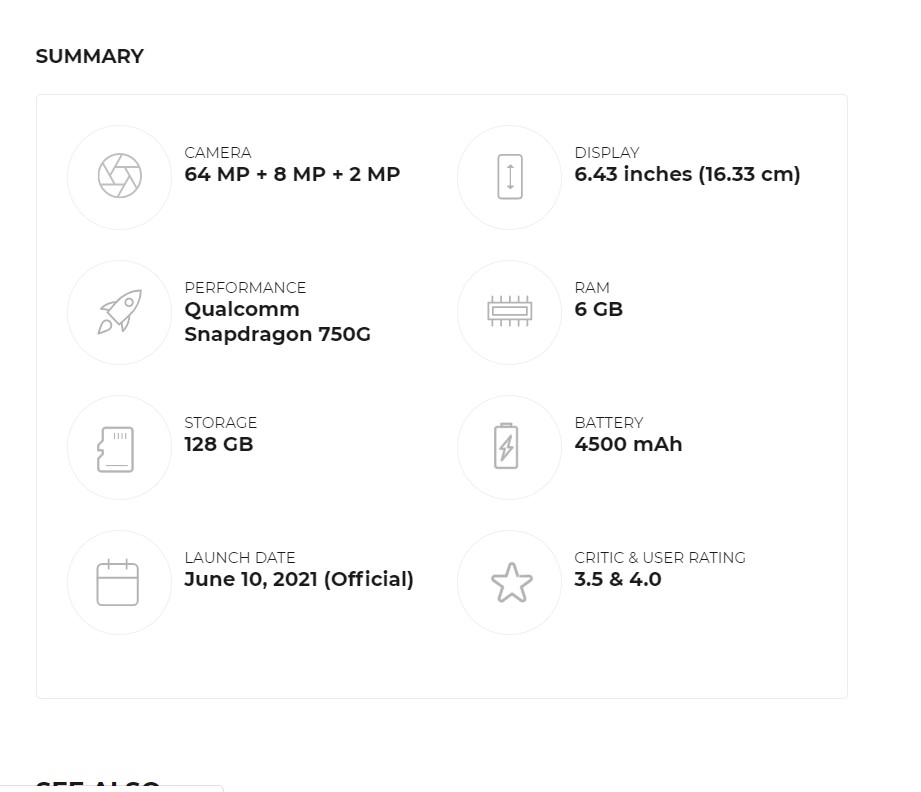 SUMMARY
CAMERA
64 MP + 8 MP + 2 MP
DISPLAY
6.43 inches (16.33 cm)
PERFORMANCE
Qualcomm
Snapdragon 750G
RAM
6 GB
STORAGE
128 GB
BATTERY
4500 mAh
LAUNCH DATE
June 10, 2021 (Official)
CRITIC & USER RATING
3.5 & 4.0
SEE ALSO